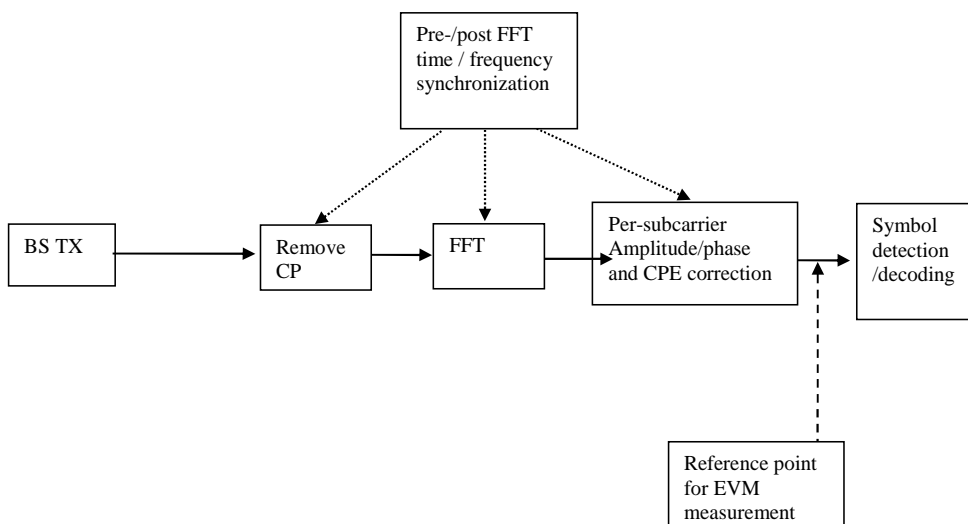 Pre-/post FFT
time / frequency
synchronization
BS TX
Remove
CP
FFT
Per-subcarrier
Amplitude/phase
and CPE correction
Symbol
detection
/decoding
Reference point
for EVM
measurement